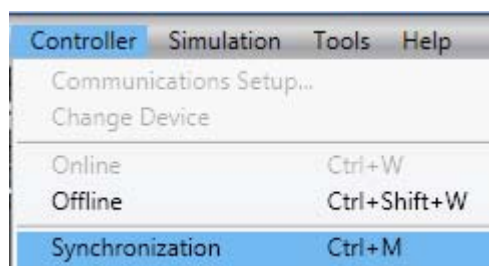 Controller Simulation Tools Help
Communications Setup...
Change Device
Online Ctrl+W
Offline Ctrl+Shift+W
Synchronization Ctrl+M